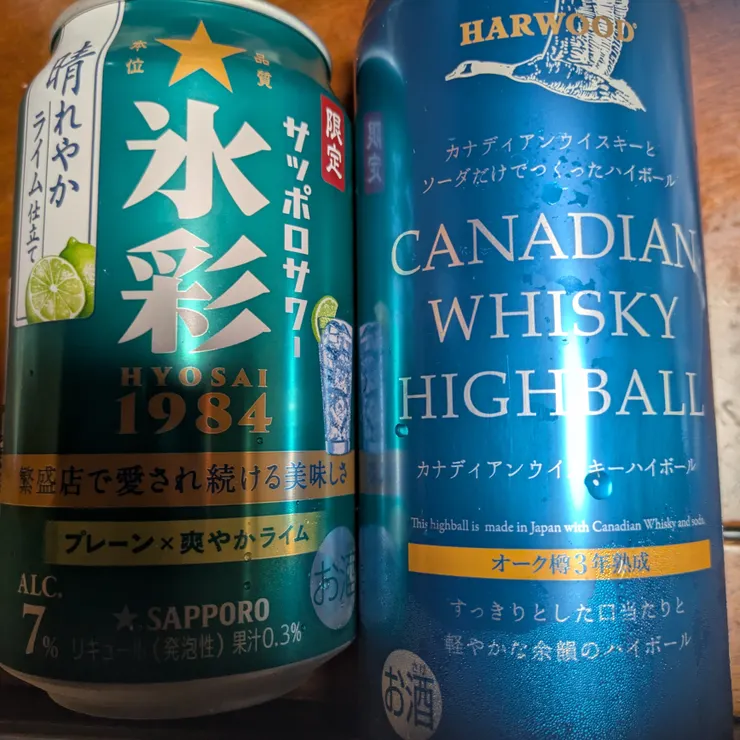 本位
品質
晴れやか
ライム仕立て
限定
サッポロサワー
氷彩
HYOSAI
1984
繁盛店で愛され続ける美味しさ
プレーン×爽やかライム
お酒
ALC.
7%
SAPPORO
リキュール（発泡性）果汁0.3%
HARWOOD
カナディアンウイスキーと
ソーダだけでつくったハイボール
CANADIAN
WHISKY
HIGHBALL
カナディアンウイスキーハイボール
This highball is made in Japan with Canadian Whisky and soda.
オーク樽3年熟成
すっきりとした口当たりと
軽やかな余韻のハイボール
さけ
お酒